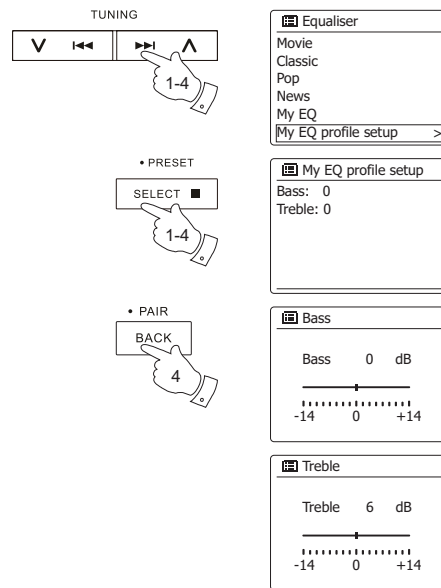 TUNING
1-4
• PRESET
SELECT
1-4
• PAIR
BACK
4
Equaliser
Movie
Classic
Pop
News
My EQ
My EQ profile setup >
My EQ profile setup
Bass: 0
Treble: 0
Bass
Bass 0 dB
-14 0 +14
Treble
Treble 6 dB
-14 0 +14